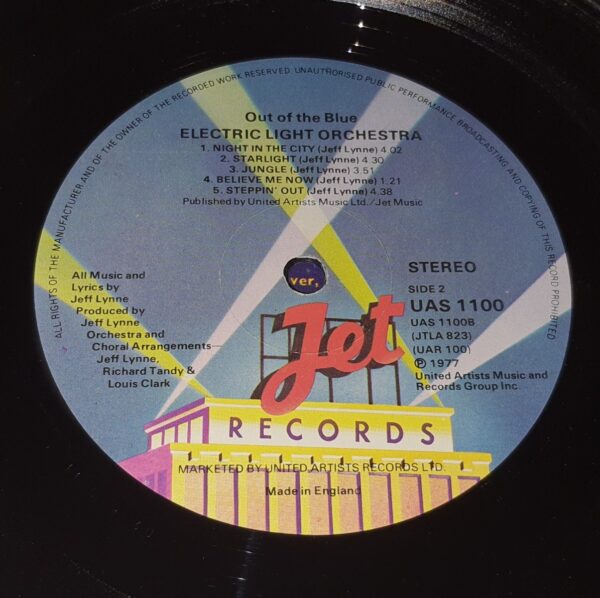 ALL RIGHTS OF THE MANUFACTURER AND OF THE OWNER OF THE RECORDED WORK RESERVED. UNAUTHORISED PUBLIC PERFORMANCE BROADCASTING AND COPYING OF THIS RECORD PROHIBITED
Out of the Blue
ELECTRIC LIGHT ORCHESTRA
1. NIGHT IN THE CITY (Jeff Lynne) 4 02
2. STARLIGHT (Jeff Lynne) 4.30
3. JUNGLE (Jeff Lynne) 3.51
4. BELIEVE ME NOW (Jeff Lynne) 1:21
5. STEPPIN' OUT (Jeff Lynne) 4.38
Published by United Artists Music Ltd./Jet Music
All Music and
Lyrics by
Jeff Lynne
Produced by
Jeff Lynne
Orchestra and
Choral Arrangements—
Jeff Lynne,
Richard Tandy &
Louis Clark
ver,
STEREO
SIDE 2
UAS 1100
UAS 1100B
(JTLA 823)
(UAR 100)
℗ 1977
United Artists Music and
Records Group Inc.
Jet
RECORDS
MARKETED BY UNITED ARTISTS RECORDS LTD.
Made in England